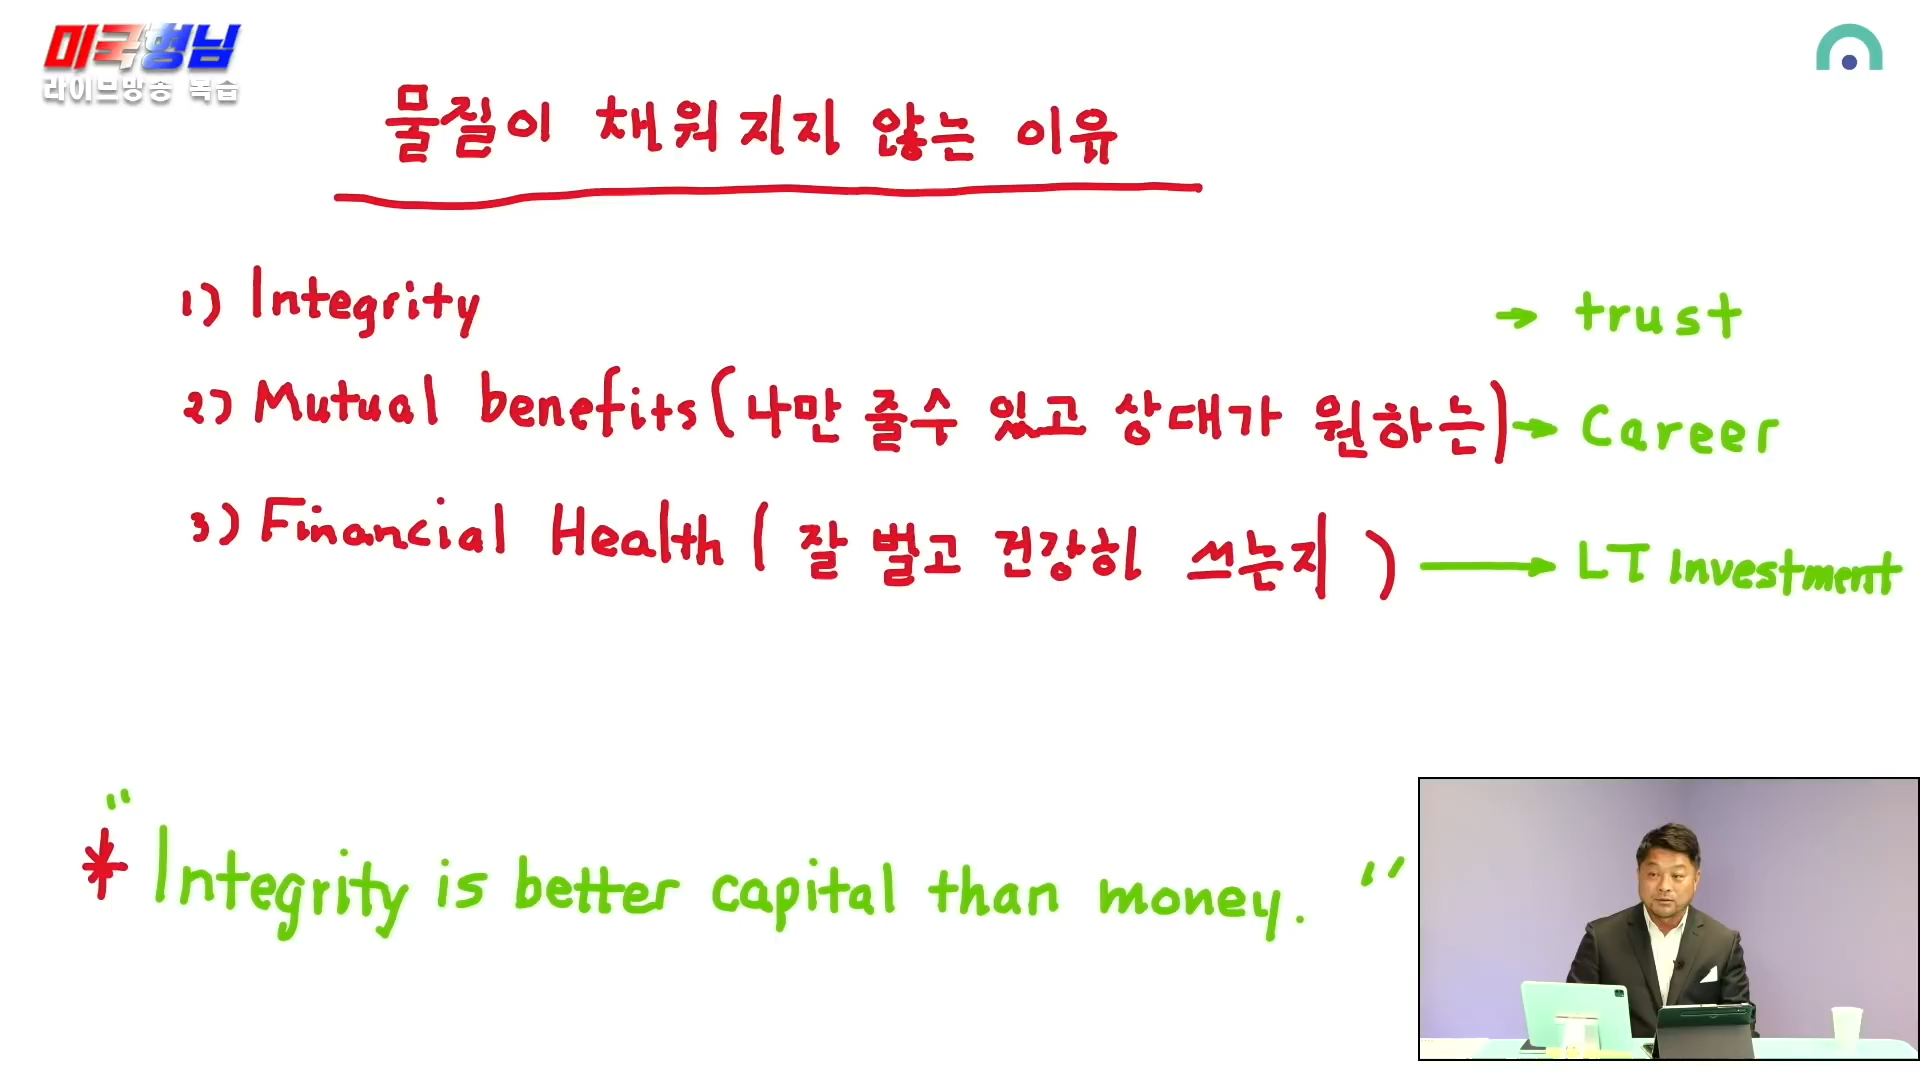 미국형님
라이브방송 복습
물질이 채워지지 않는 이유
1) Integrity → trust
2) Mutual benefits (나만 줄수 있고 상대가 원하는) → Career
3) Financial Health ( 잘 벌고 건강히 쓰는지 ) → LT Investment
* "Integrity is better capital than money."